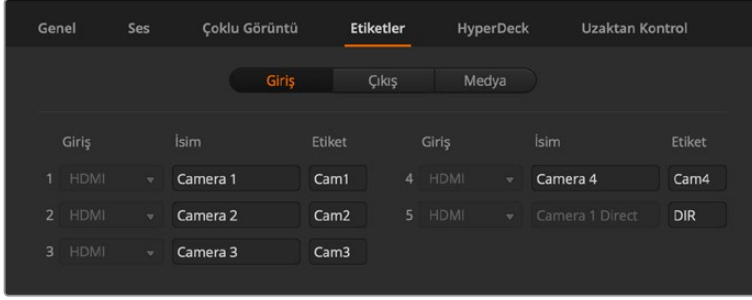 Genel Ses Çoklu Görüntü Etiketler HyperDeck Uzaktan Kontrol
Giriş Çıkış Medya
Giriş İsim Etiket Giriş İsim Etiket
1 HDMI Camera 1 Cam1 4 HDMI Camera 4 Cam4
2 HDMI Camera 2 Cam2 5 HDMI Camera 1 Direct DIR
3 HDMI Camera 3 Cam3